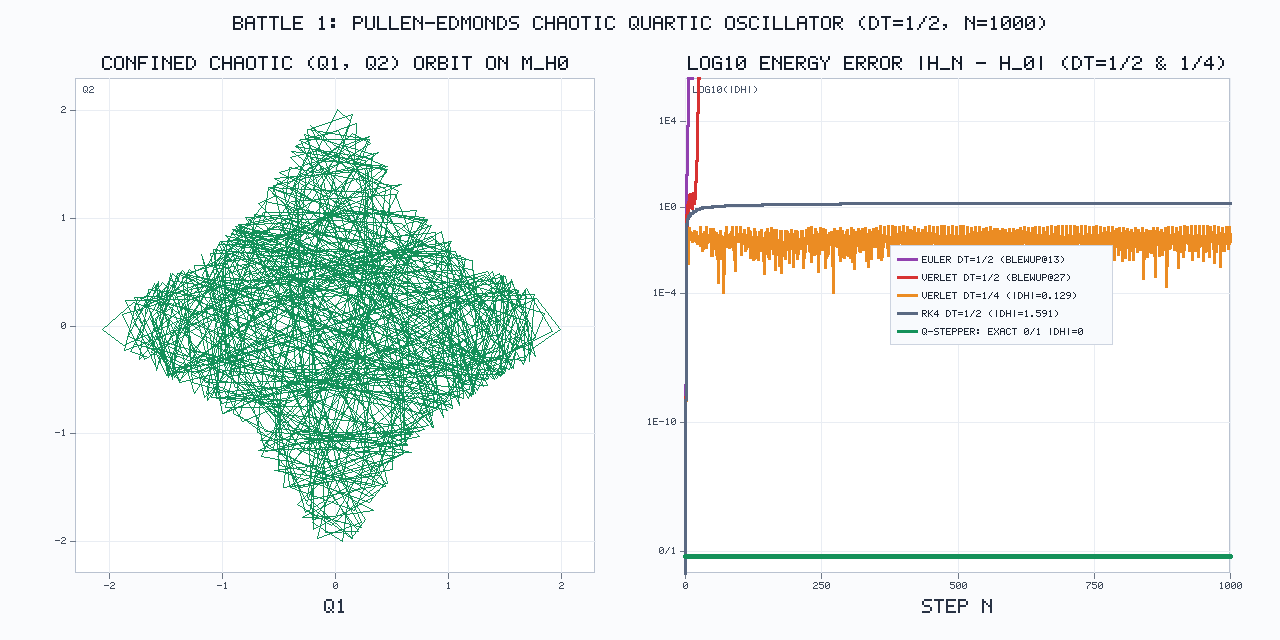 BATTLE 1: PULLEN-EDMONDS CHAOTIC QUARTIC OSCILLATOR (DT=1/2, N=1000)
CONFINED CHAOTIC (Q1, Q2) ORBIT ON M_H0
Q2
2
1
0
-1
-2
-2 -1 0 1 2
Q1
LOG10 ENERGY ERROR |H_N - H_0| (DT=1/2 & 1/4)
LOG10(|DH|)
1E4
1E0
1E-4
1E-10
0/1
EULER DT=1/2 (BLEWUP@13)
VERLET DT=1/2 (BLEWUP@27)
VERLET DT=1/4 (|DH|=0.129)
RK4 DT=1/2 (|DH|=1.591)
Q-STEPPER: EXACT 0/1 |DH|=0
0 250 500 750 1000
STEP N